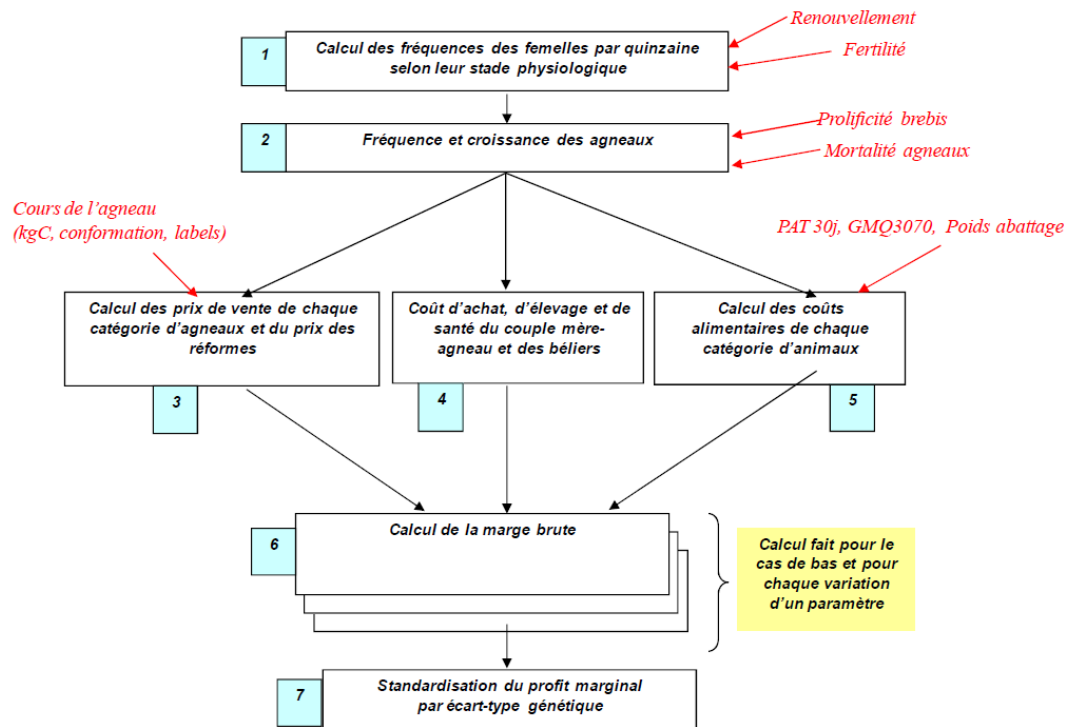 Renouvellement
1
Calcul des fréquences des femelles par quinzaine
selon leur stade physiologique
Fertilité
2
Fréquence et croissance des agneaux
Prolificité brebis
Mortalité agneaux
Cours de l'agneau
(kgC, conformation, labels)
PAT 30j, GMQ3070, Poids abattage
Calcul des prix de vente de chaque
catégorie d'agneaux et du prix des
réformes
3
Coût d'achat, d'élevage et de
santé du couple mère-
agneau et des béliers
4
Calcul des coûts
alimentaires de chaque
catégorie d'animaux
5
6
Calcul de la marge brute
Calcul fait pour le
cas de bas et pour
chaque variation
d'un paramètre
7
Standardisation du profit marginal
par écart-type génétique